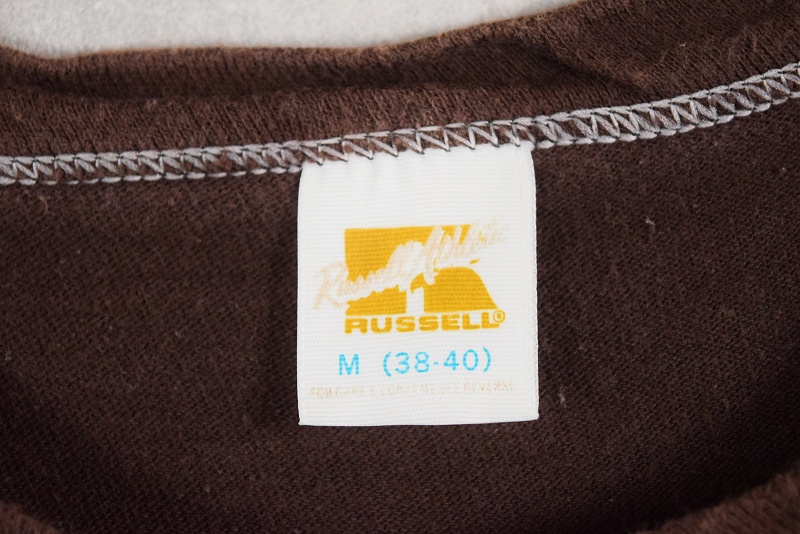 Russell Athletic
RUSSELL®
M (38-40)
FOR CARE & CONTENT SEE REVERSE